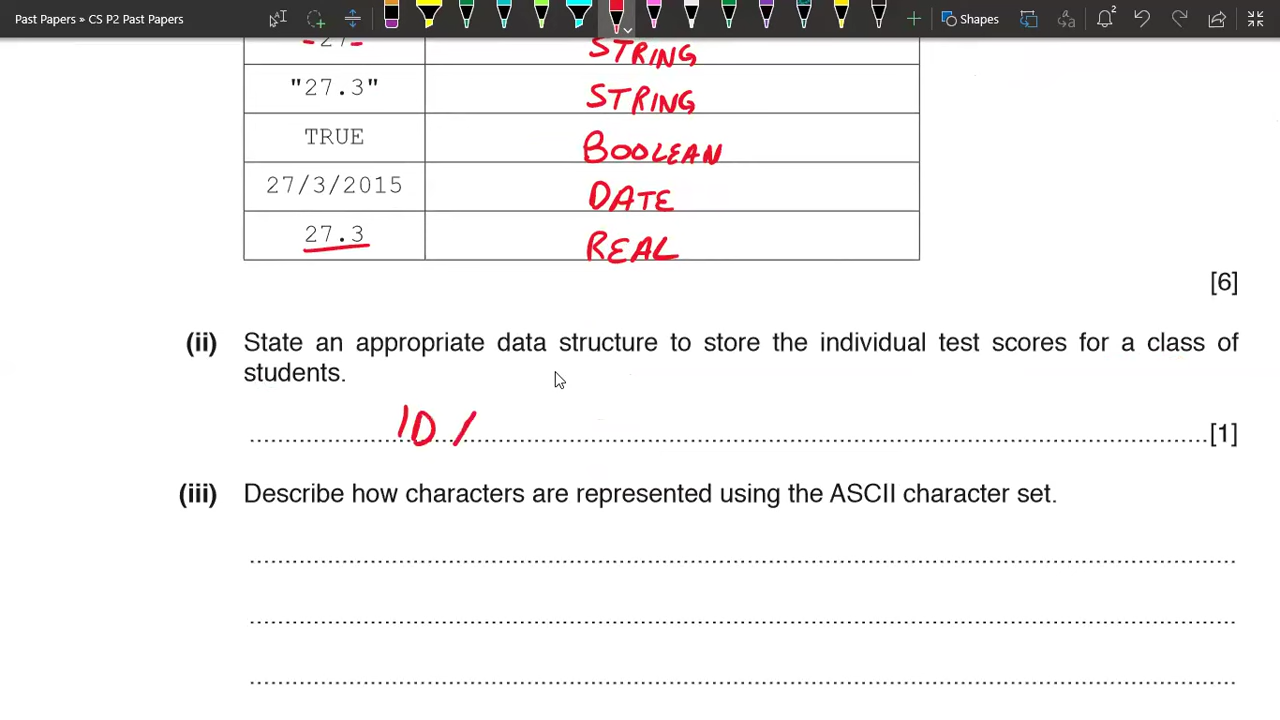 Past Papers » CS P2 Past Papers
Shapes
2
-27- STRING
"27.3" STRING
TRUE BOOLEAN
27/3/2015 DATE
27.3 REAL
[6]
(ii) State an appropriate data structure to store the individual test scores for a class of
students.
1D /
[1]
(iii) Describe how characters are represented using the ASCII character set.